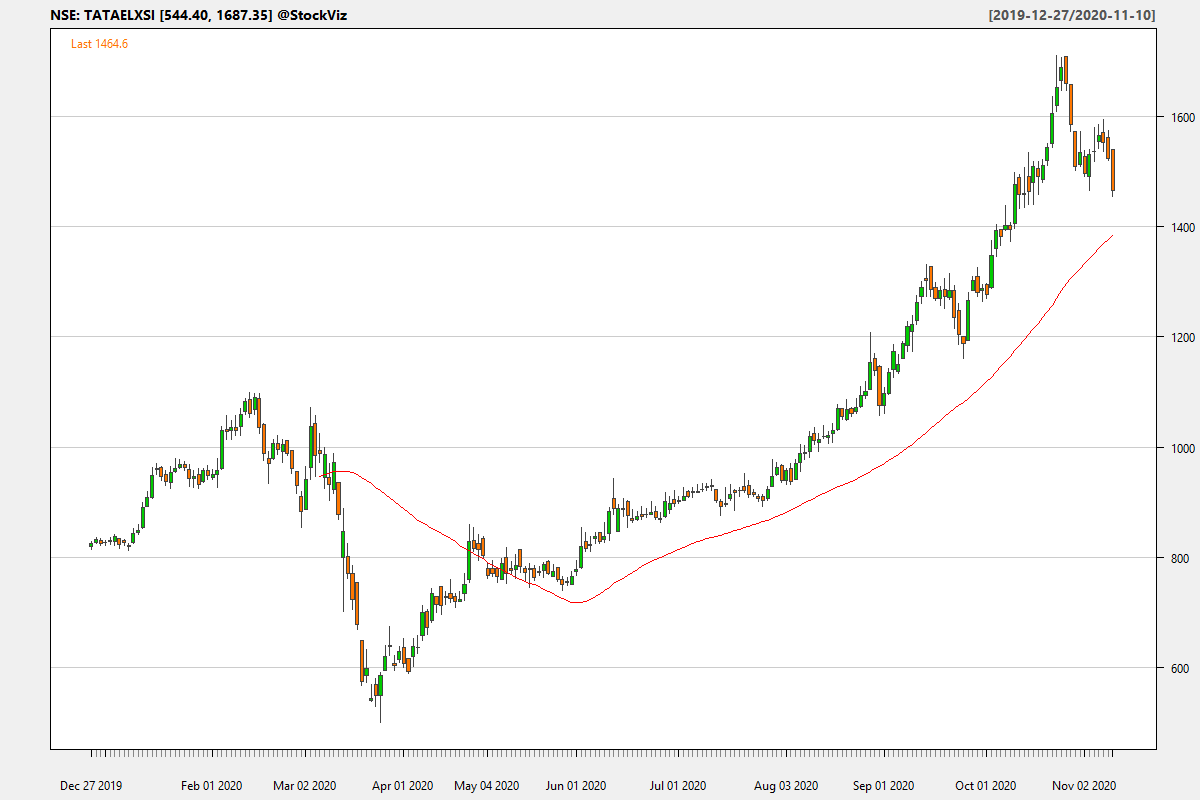 NSE: TATAELXSI [544.40, 1687.35] @StockViz [2019-12-27/2020-11-10]
Last 1464.6
1600
1400
1200
1000
800
600
Dec 27 2019 Feb 01 2020 Mar 02 2020 Apr 01 2020 May 04 2020 Jun 01 2020 Jul 01 2020 Aug 03 2020 Sep 01 2020 Oct 01 2020 Nov 02 2020